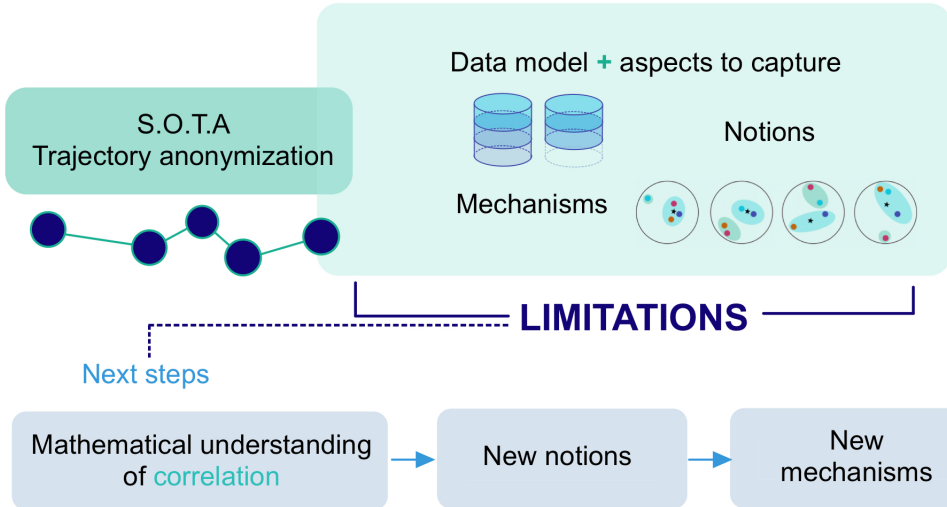 Data model + aspects to capture
S.O.T.A
Trajectory anonymization
Notions
Mechanisms
LIMITATIONS
Next steps
Mathematical understanding
of correlation
New notions
New
mechanisms